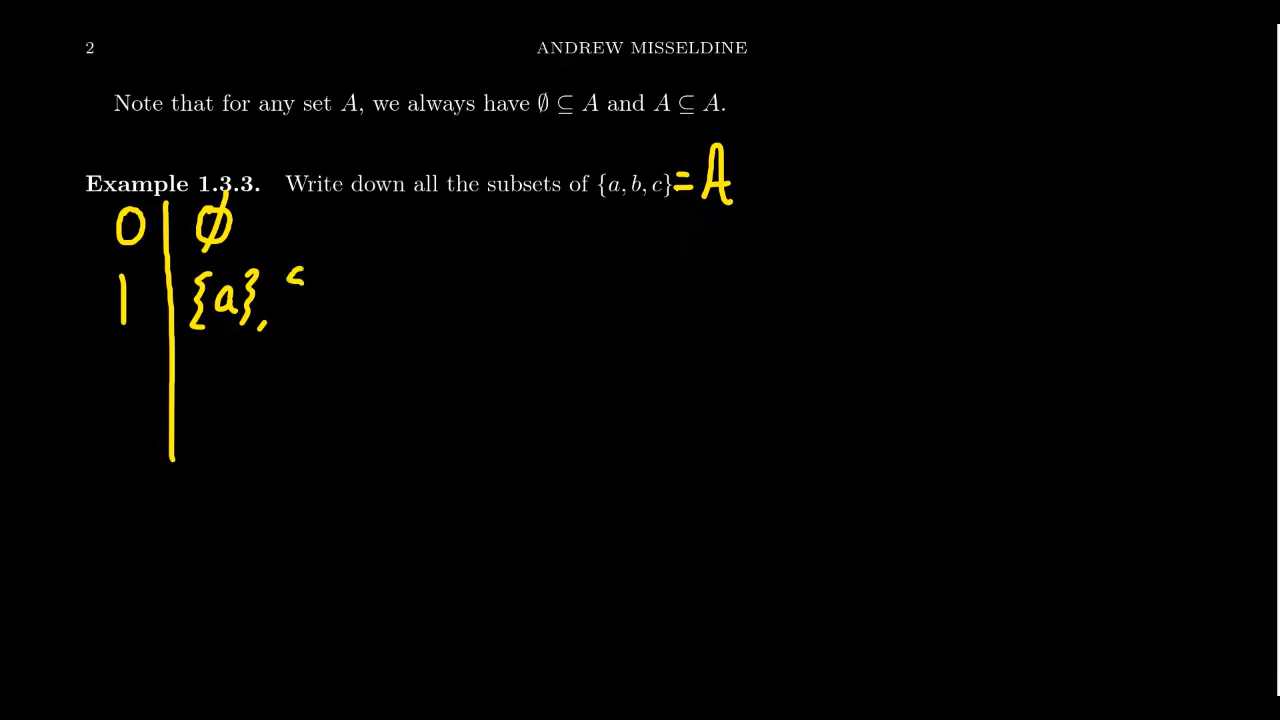 2 ANDREW MISSELDINE
Note that for any set A, we always have ∅ ⊆ A and A ⊆ A.
Example 1.3.3. Write down all the subsets of {a, b, c} = A
0 ∅
1 {a},